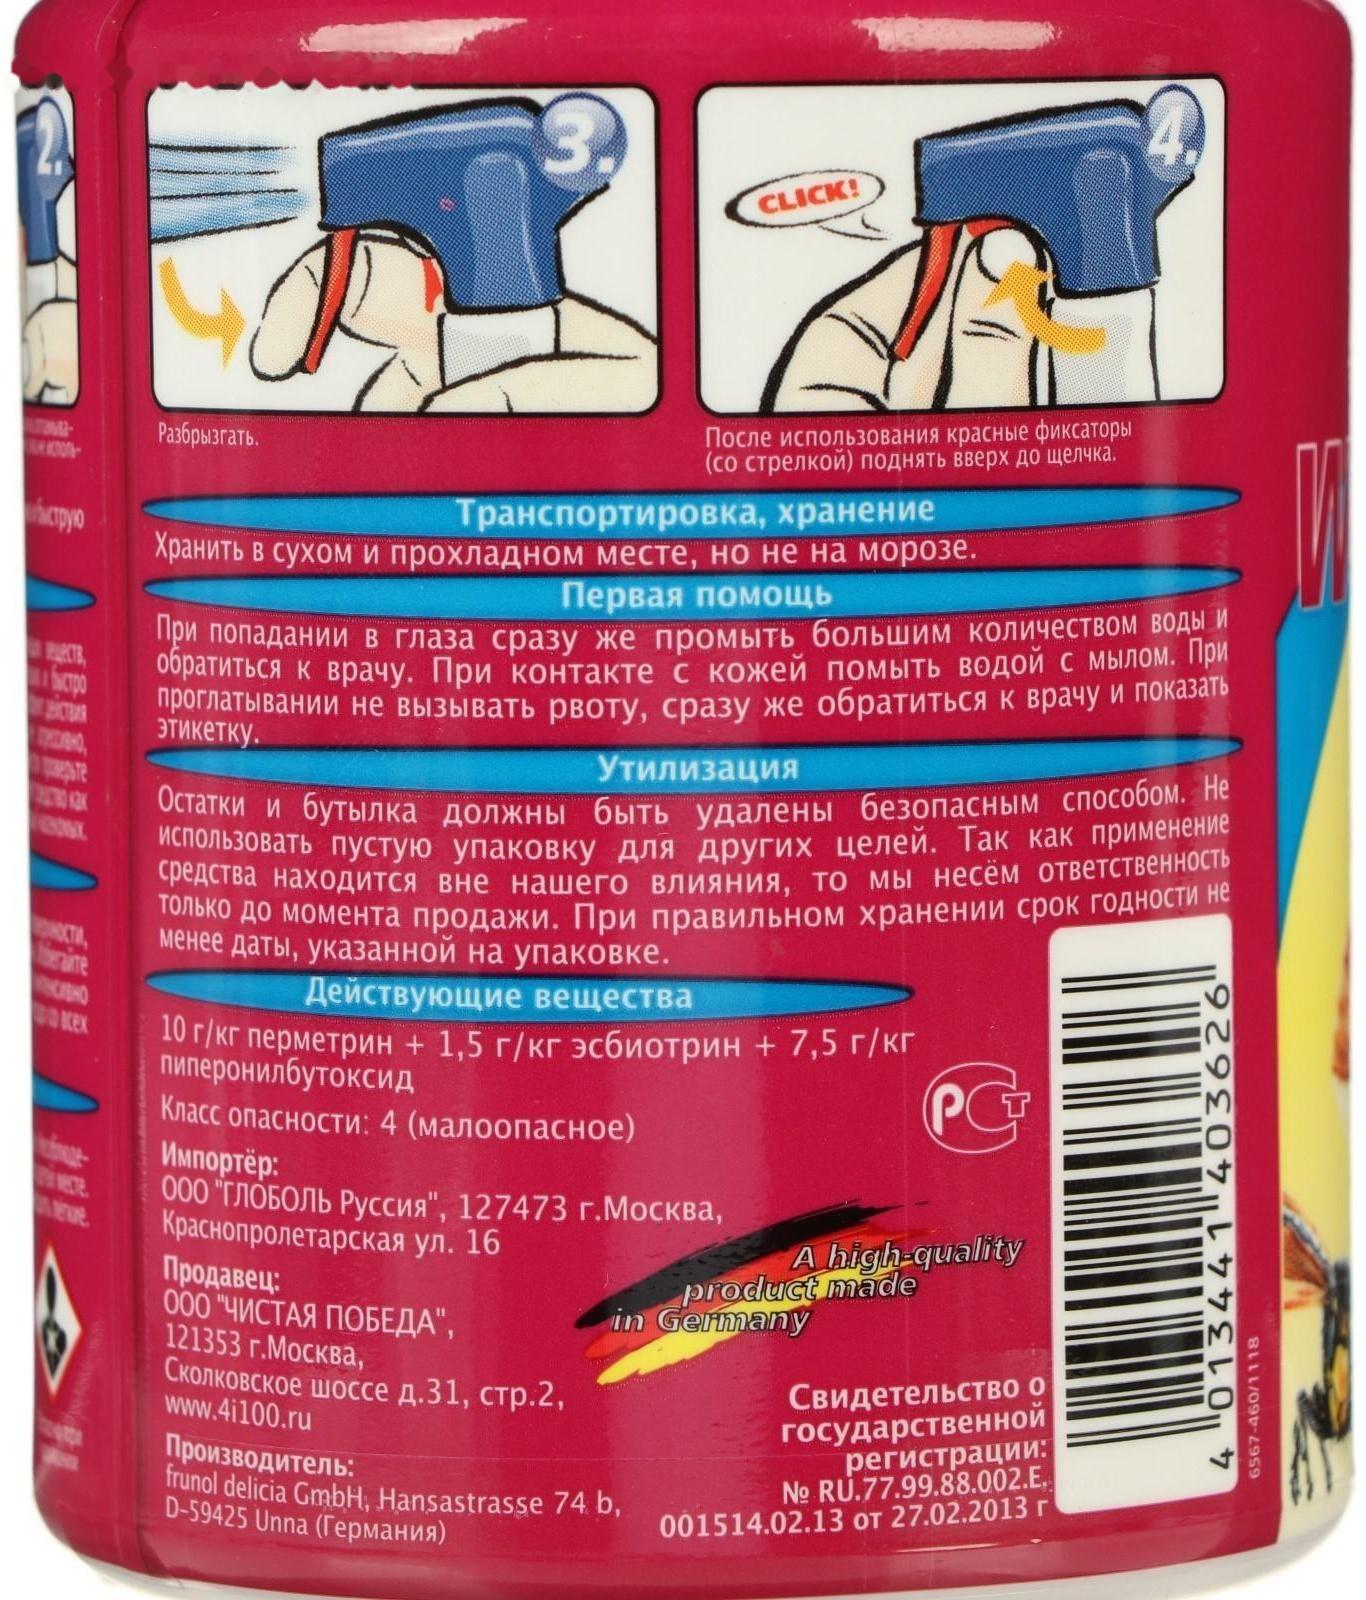 2.
3.
CLICK!
4.
Разбрызгать.
После использования красные фиксаторы
(со стрелкой) поднять вверх до щелчка.
Транспортировка, хранение
Хранить в сухом и прохладном месте, но не на морозе.
Первая помощь
При попадании в глаза сразу же промыть большим количеством воды и
обратиться к врачу. При контакте с кожей помыть водой с мылом. При
проглатывании не вызывать рвоту, сразу же обратиться к врачу и показать
этикетку.
Утилизация
Остатки и бутылка должны быть удалены безопасным способом. Не
использовать пустую упаковку для других целей. Так как применение
средства находится вне нашего влияния, то мы несём ответственность
только до момента продажи. При правильном хранении срок годности не
менее даты, указанной на упаковке.
Действующие вещества
10 г/кг перметрин + 1,5 г/кг эсбиотрин + 7,5 г/кг
пиперонилбутоксид
Класс опасности: 4 (малоопасное)
Импортёр:
ООО "ГЛОБОЛЬ Руссия", 127473 г.Москва,
Краснопролетарская ул. 16
Продавец:
ООО "ЧИСТАЯ ПОБЕДА",
121353 г.Москва,
Сколковское шоссе д.31, стр.2,
www.4i100.ru
Производитель:
frunol delicia GmbH, Hansastrasse 74 b,
D-59425 Unna (Германия)
РСТ
A high-quality
product made
in Germany
Свидетельство о
государственной
регистрации:
№ RU.77.99.88.002.E.
001514.02.13 от 27.02.2013 г
4 013441 403626
6567-460/1118